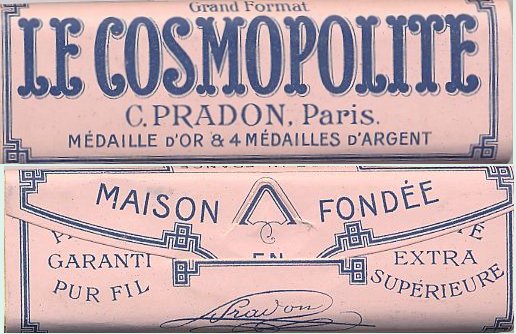 Grand Format
LE COSMOPOLITE
C. PRADON, Paris.
MÉDAILLE D'OR & 4 MÉDAILLES D'ARGENT
MAISON FONDÉE
EN
GARANTI EXTRA
PUR FIL SUPÉRIEURE
Pradon